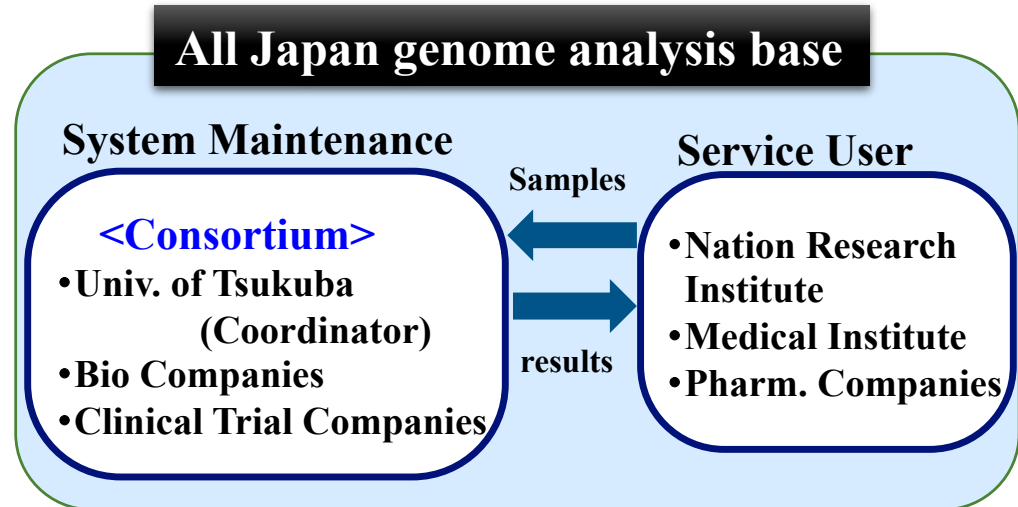 All Japan genome analysis base
System Maintenance
<Consortium>
•Univ. of Tsukuba
(Coordinator)
•Bio Companies
•Clinical Trial Companies
Samples
results
Service User
•Nation Research
Institute
•Medical Institute
•Pharm. Companies